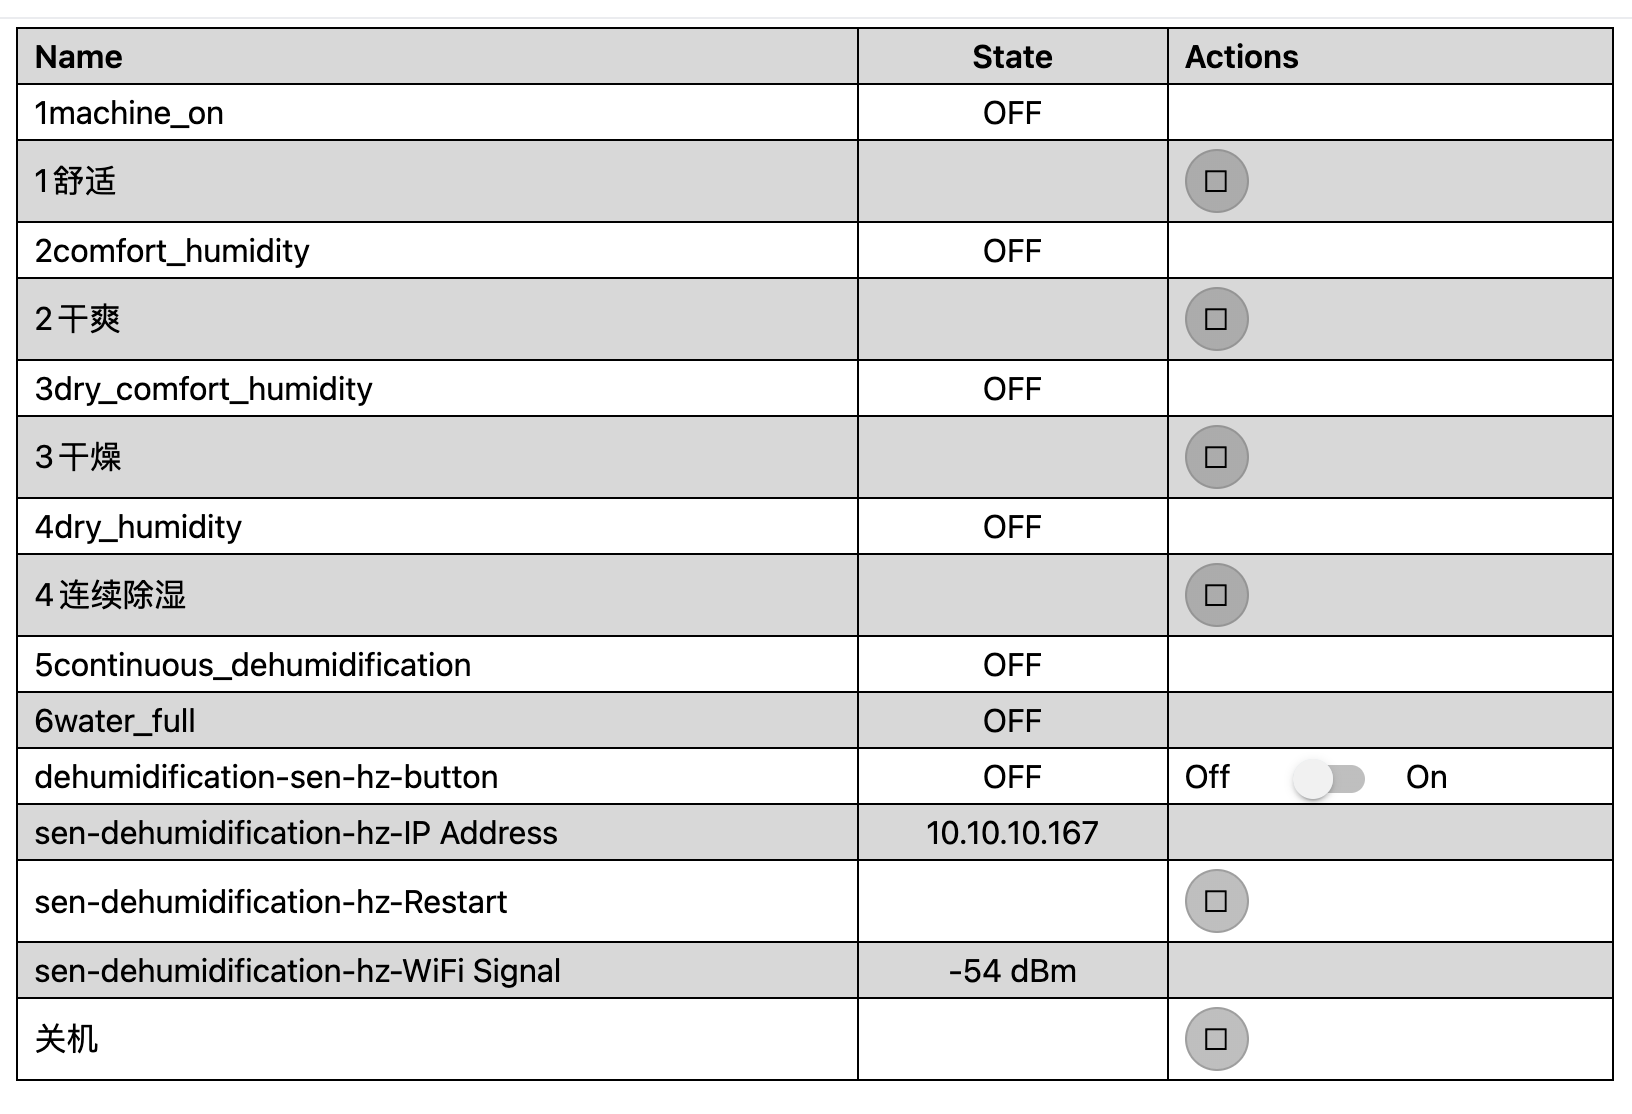 Name State Actions
1machine_on OFF
1舒适
2comfort_humidity OFF
2干爽
3dry_comfort_humidity OFF
3干燥
4dry_humidity OFF
4连续除湿
5continuous_dehumidification OFF
6water_full OFF
dehumidification-sen-hz-button OFF Off On
sen-dehumidification-hz-IP Address 10.10.10.167
sen-dehumidification-hz-Restart
sen-dehumidification-hz-WiFi Signal -54 dBm
关机